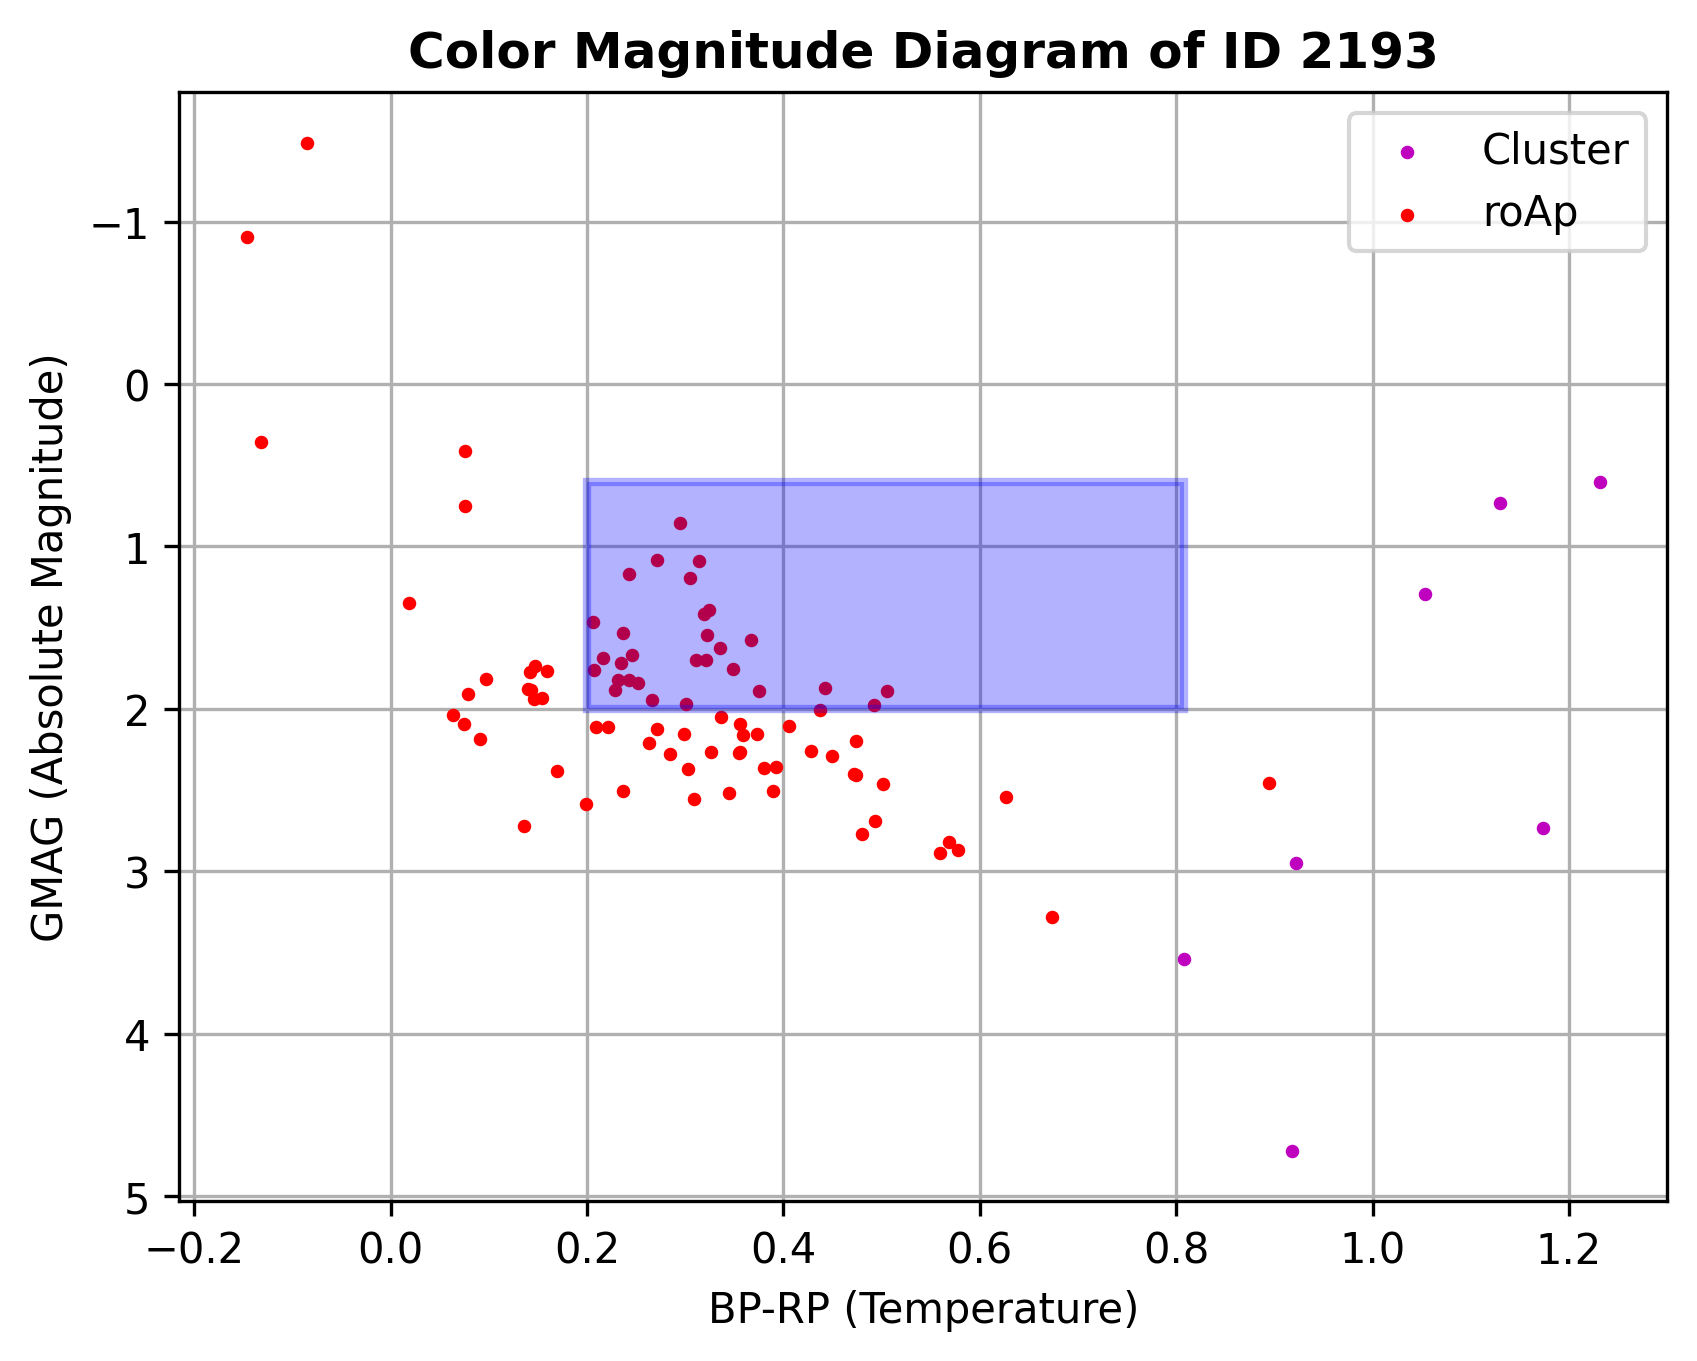 Color Magnitude Diagram of ID 2193
Cluster
roAp
−1
0
1
2
3
4
5
GMAG (Absolute Magnitude)
−0.2 0.0 0.2 0.4 0.6 0.8 1.0 1.2
BP-RP (Temperature)